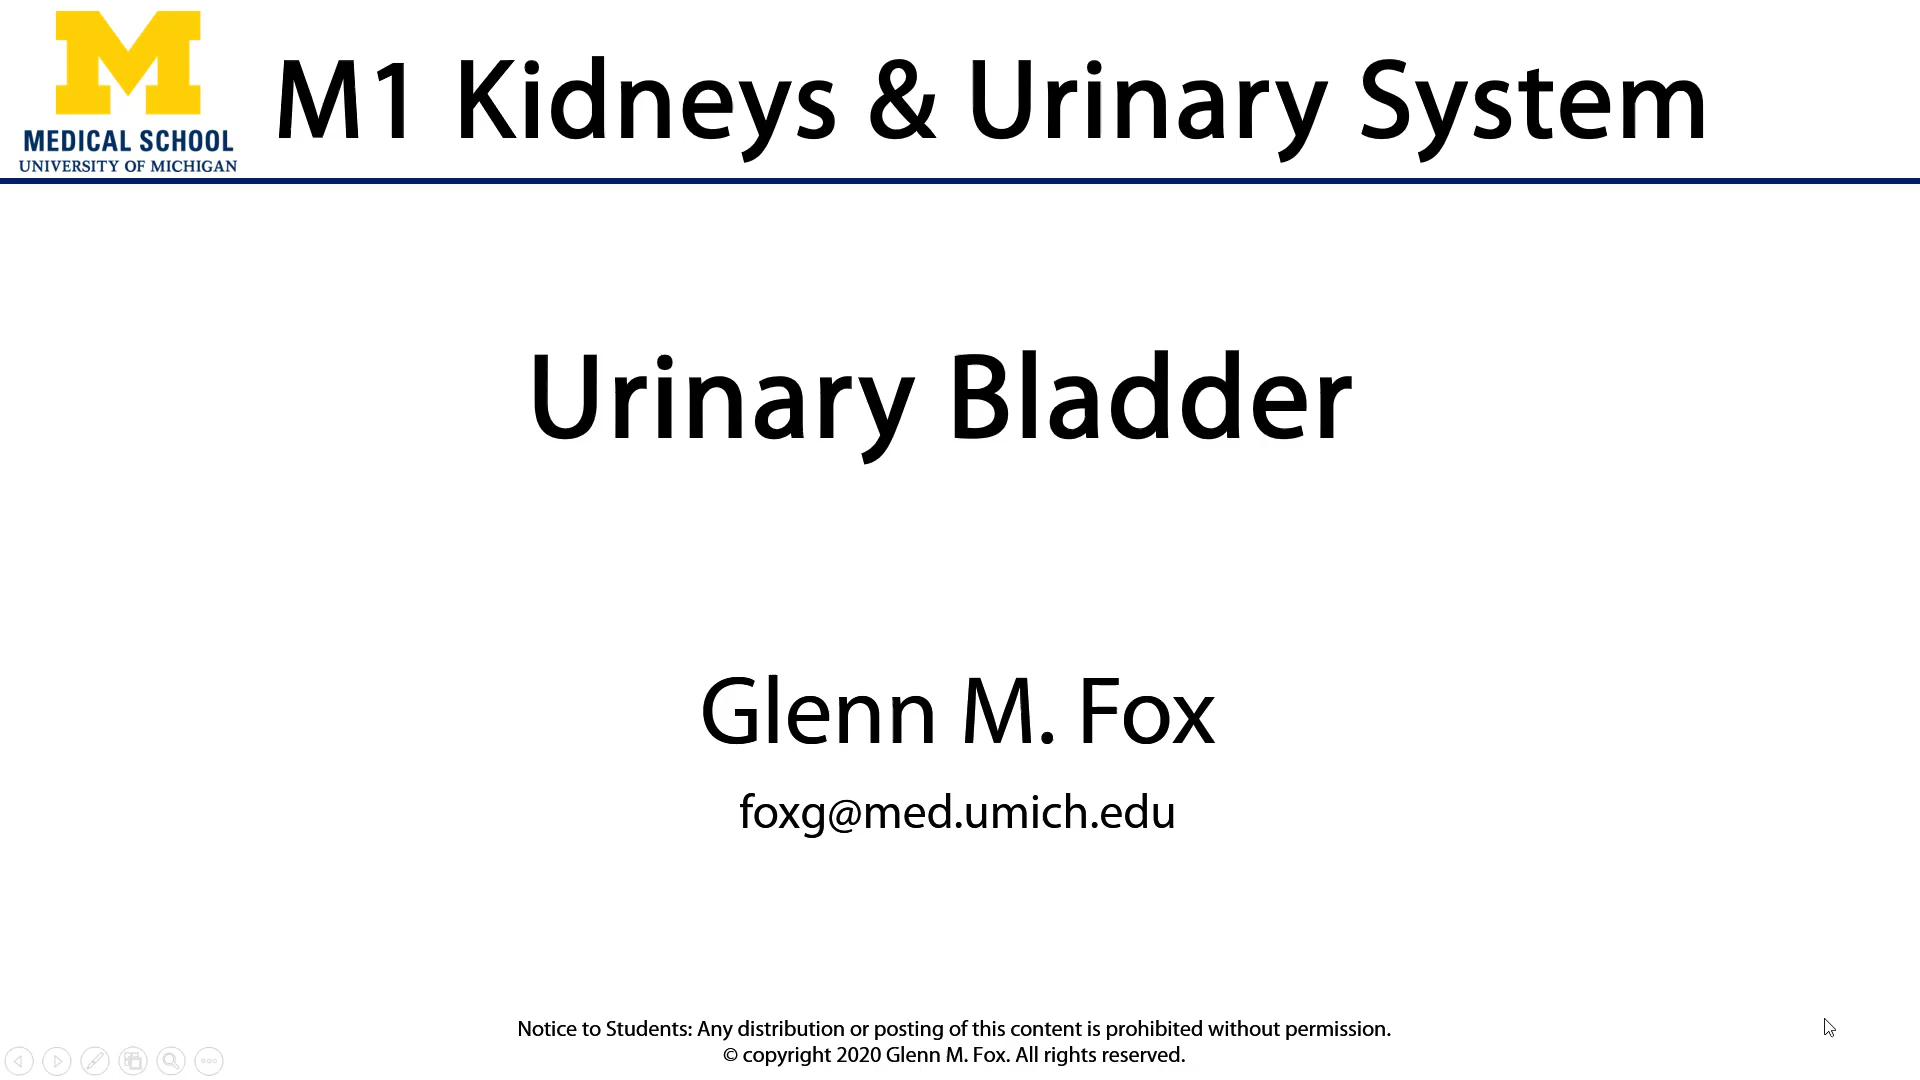 M1 Kidneys & Urinary System
MEDICAL SCHOOL
UNIVERSITY OF MICHIGAN
Urinary Bladder
Glenn M. Fox
foxg@med.umich.edu
Notice to Students: Any distribution or posting of this content is prohibited without permission.
© copyright 2020 Glenn M. Fox. All rights reserved.